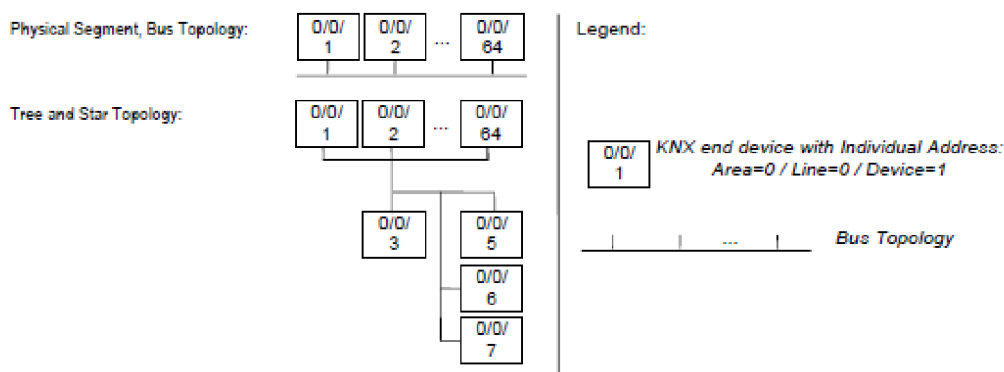 Physical Segment, Bus Topology:
0/0/ 0/0/ 0/0/
1 2 ... 64
Tree and Star Topology:
0/0/ 0/0/ 0/0/
1 2 ... 64
0/0/ 0/0/
3 5
0/0/
6
0/0/
7
Legend:
0/0/
1
KNX end device with Individual Address:
Area=0 / Line=0 / Device=1
... Bus Topology